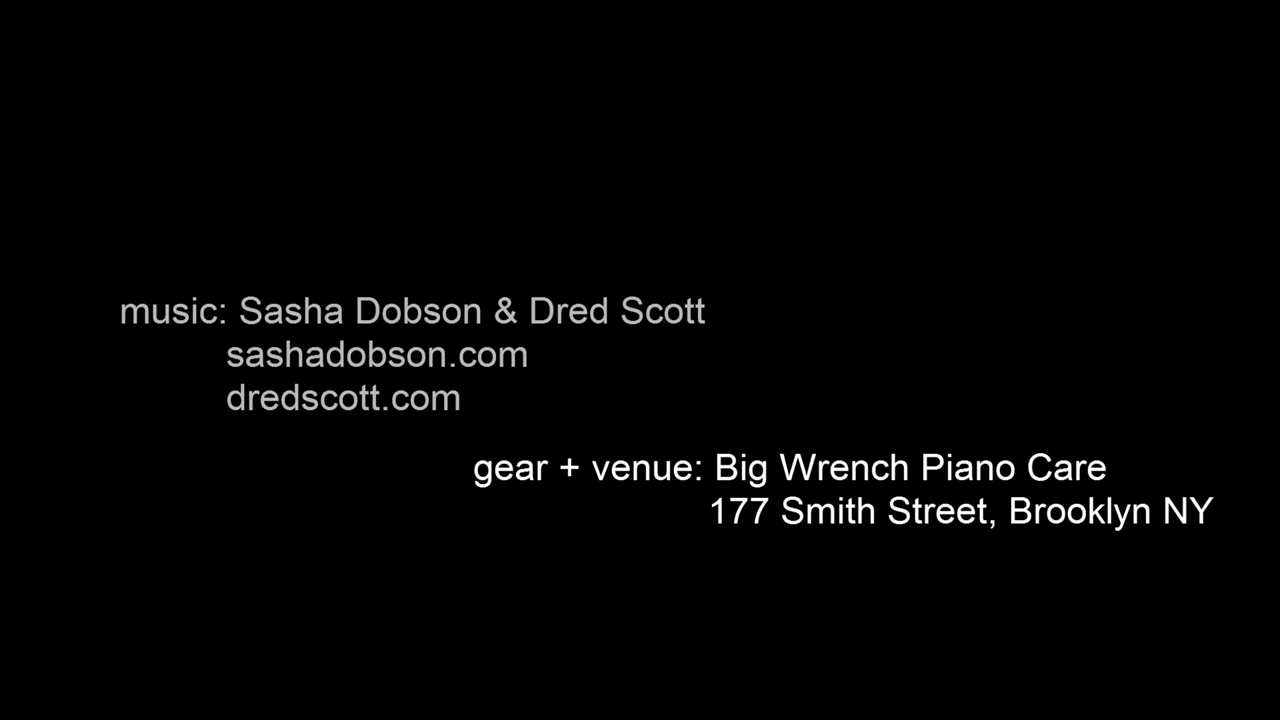 music: Sasha Dobson & Dred Scott
sashadobson.com
dredscott.com
gear + venue: Big Wrench Piano Care
177 Smith Street, Brooklyn NY